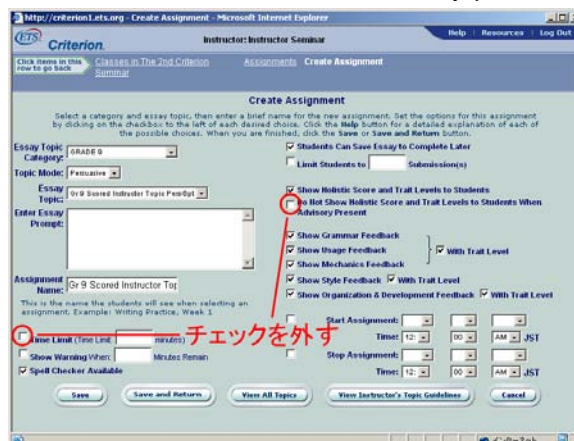 http://criterion1.ets.org - Create Assignment - Microsoft Internet Explorer
ETS Criterion.
Instructor: Instructor Seminar
Help | Resources | Log Out
Click items in this row to go back
Classes in The 2nd Criterion Seminar
Assignments
Create Assignment
Create Assignment
Select a category and essay topic, then enter a brief name for the new assignment. Set the options for this assignment
by clicking on the checkbox to the left of each desired choice. Click the Help button for a detailed explanation of each of
the possible choices. When you are finished, click the Save or Save and Return button.
Essay Topic Category: GRADE 9
Topic Mode: Persuasive
Essay Topic: Gr 9 Scored Instructor Topic Pers/Opt
Enter Essay Prompt:
Assignment Name: Gr 9 Scored Instructor Top
This is the name the students will see when selecting an
assignment. Example: Writing Practice, Week 1
Time Limit (Time Limit: minutes)
Show Warning When: Minutes Remain
Spell Checker Available
Students Can Save Essay to Complete Later
Limit Students to Submission(s)
Show Holistic Score and Trait Levels to Students
Do Not Show Holistic Score and Trait Levels to Students When
Advisory Present
Show Grammar Feedback
Show Usage Feedback
With Trait Level
Show Mechanics Feedback
Show Style Feedback With Trait Level
Show Organization & Development Feedback With Trait Level
チェックを外す
Start Assignment:
Time: 12: 00 AM JST
Stop Assignment:
Time: 12: 00 AM JST
Save
Save and Return
View All Topics
View Instructor's Topic Guidelines
Cancel